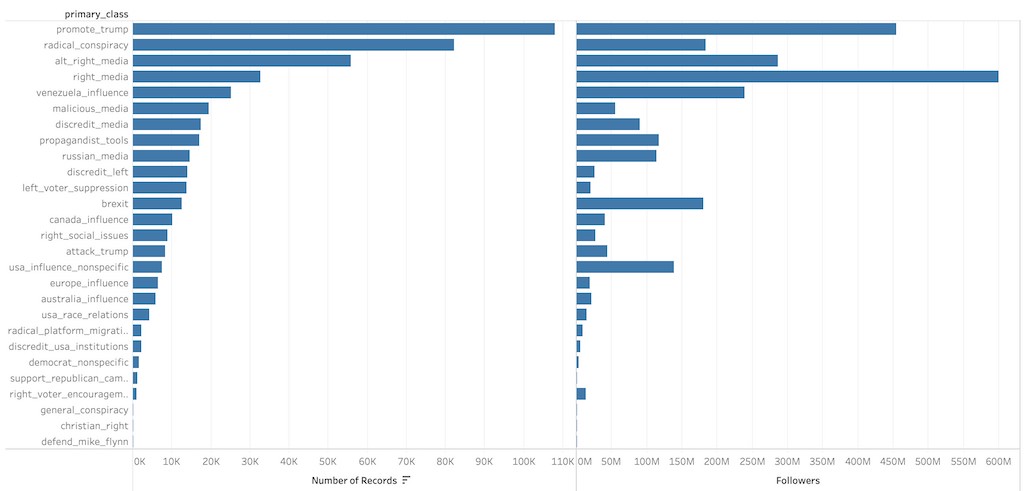 primary_class
promote_trump
radical_conspiracy
alt_right_media
right_media
venezuela_influence
malicious_media
discredit_media
propagandist_tools
russian_media
discredit_left
left_voter_suppression
brexit
canada_influence
right_social_issues
attack_trump
usa_influence_nonspecific
europe_influence
australia_influence
usa_race_relations
radical_platform_migrati..
discredit_usa_institutions
democrat_nonspecific
support_republican_cam..
right_voter_encouragem..
general_conspiracy
christian_right
defend_mike_flynn
0K 10K 20K 30K 40K 50K 60K 70K 80K 90K 100K 110K 0M 50M 100M 150M 200M 250M 300M 350M 400M 450M 500M 550M 600M
Number of Records Followers